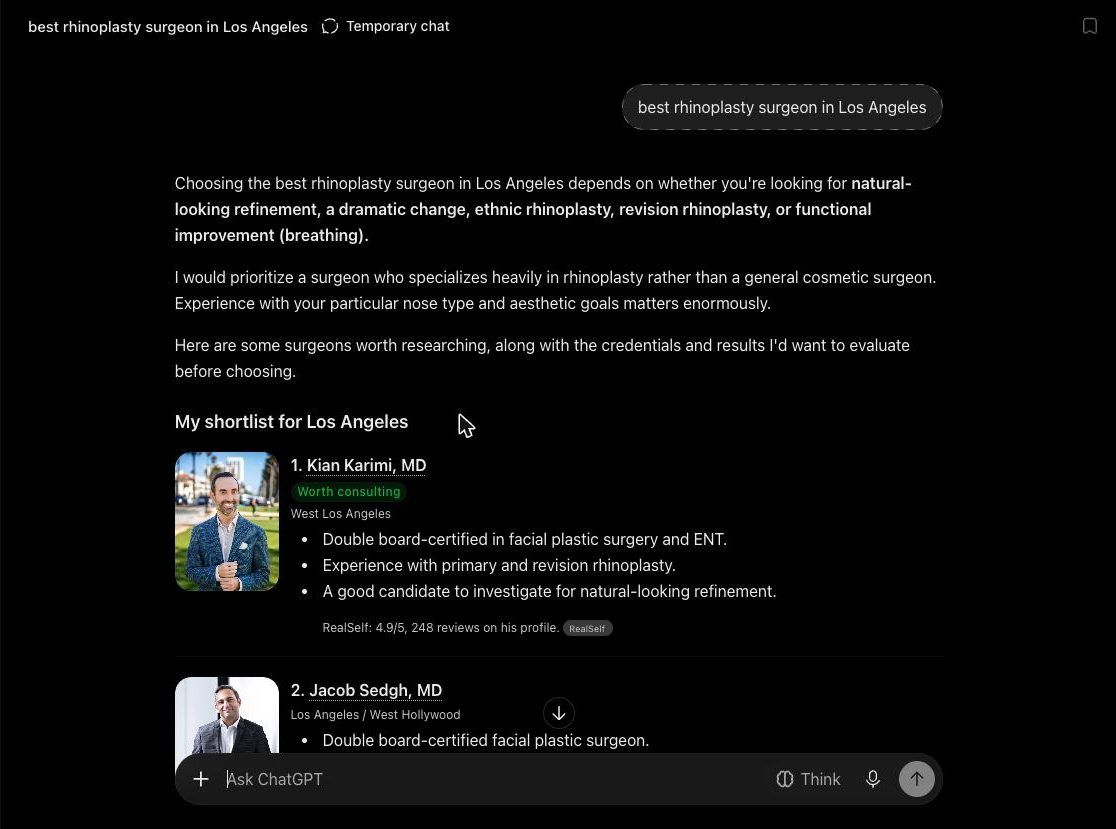 best rhinoplasty surgeon in Los Angeles Temporary chat
best rhinoplasty surgeon in Los Angeles
Choosing the best rhinoplasty surgeon in Los Angeles depends on whether you're looking for natural-
looking refinement, a dramatic change, ethnic rhinoplasty, revision rhinoplasty, or functional
improvement (breathing).
I would prioritize a surgeon who specializes heavily in rhinoplasty rather than a general cosmetic surgeon.
Experience with your particular nose type and aesthetic goals matters enormously.
Here are some surgeons worth researching, along with the credentials and results I'd want to evaluate
before choosing.
My shortlist for Los Angeles
1. Kian Karimi, MD
Worth consulting
West Los Angeles
• Double board-certified in facial plastic surgery and ENT.
• Experience with primary and revision rhinoplasty.
• A good candidate to investigate for natural-looking refinement.
RealSelf: 4.9/5, 248 reviews on his profile. RealSelf
2. Jacob Sedgh, MD
Los Angeles / West Hollywood
• Double board-certified facial plastic surgeon.
Ask ChatGPT Think